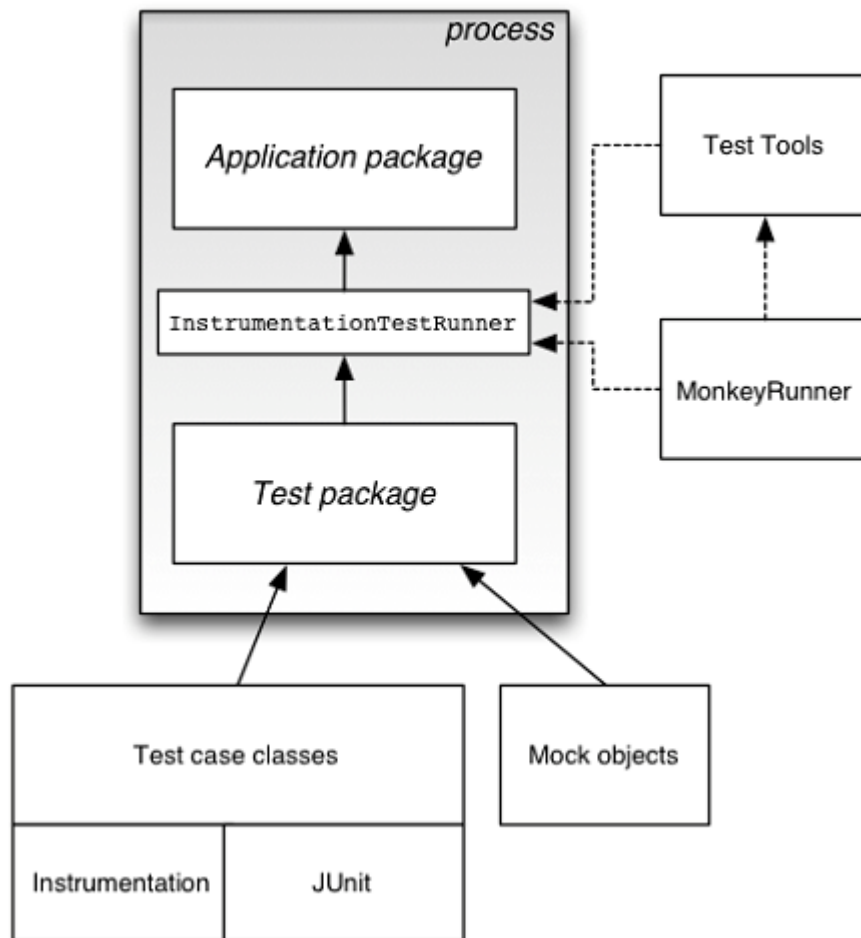 process
Application package
Test Tools
InstrumentationTestRunner
MonkeyRunner
Test package
Test case classes
Mock objects
Instrumentation
JUnit